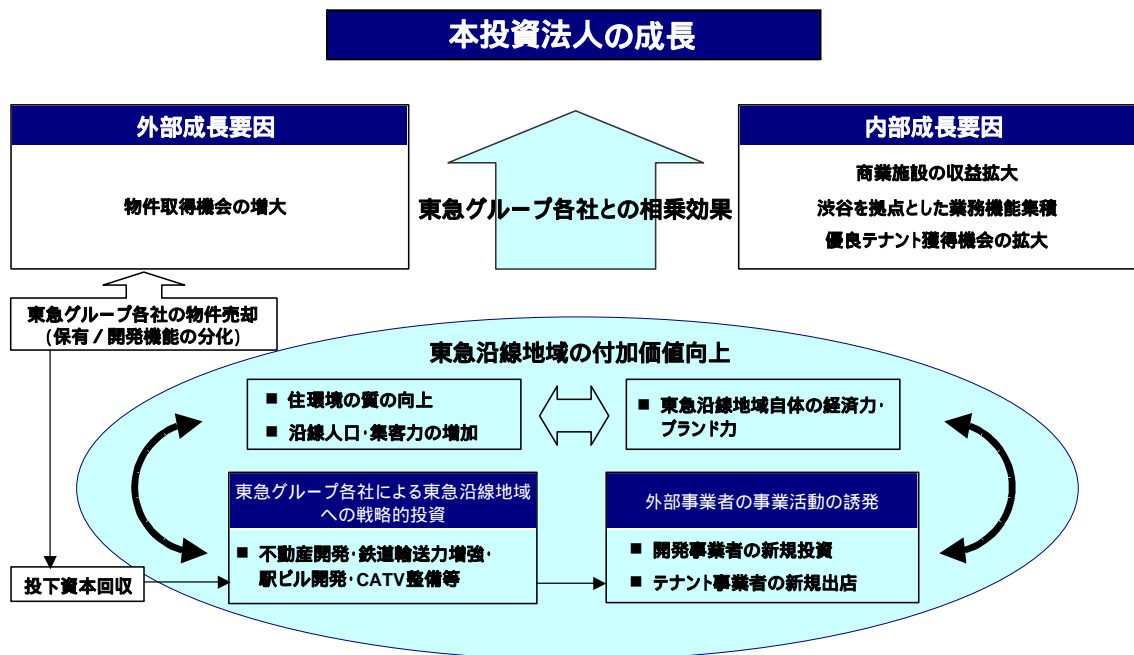 本投資法人の成長
外部成長要因
物件取得機会の増大
東急グループ各社との相乗効果
内部成長要因
商業施設の収益拡大
渋谷を拠点とした業務機能集積
優良テナント獲得機会の拡大
東急グループ各社の物件売却
(保有/開発機能の分化)
東急沿線地域の付加価値向上
■ 住環境の質の向上
■ 沿線人口・集客力の増加
■ 東急沿線地域自体の経済力・
ブランド力
東急グループ各社による東急沿線地域
への戦略的投資
■ 不動産開発・鉄道輸送力増強・
駅ビル開発・CATV整備等
外部事業者の事業活動の誘発
■ 開発事業者の新規投資
■ テナント事業者の新規出店
投下資本回収